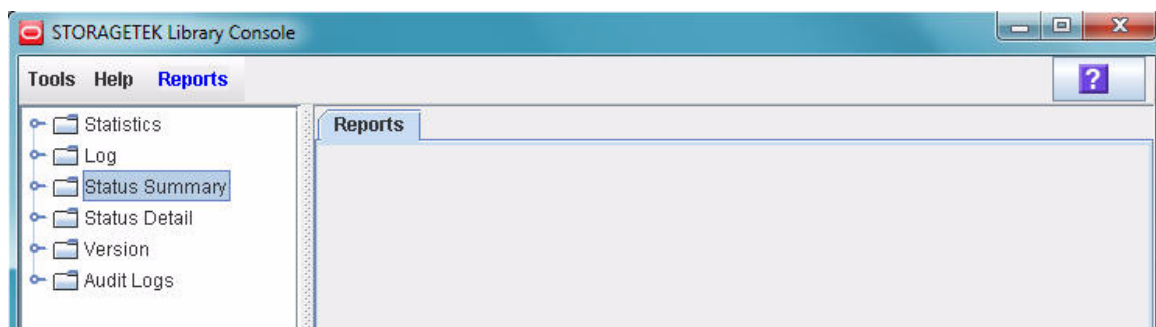 STORAGETEK Library Console
Tools Help Reports
?
Statistics
Log
Status Summary
Status Detail
Version
Audit Logs
Reports